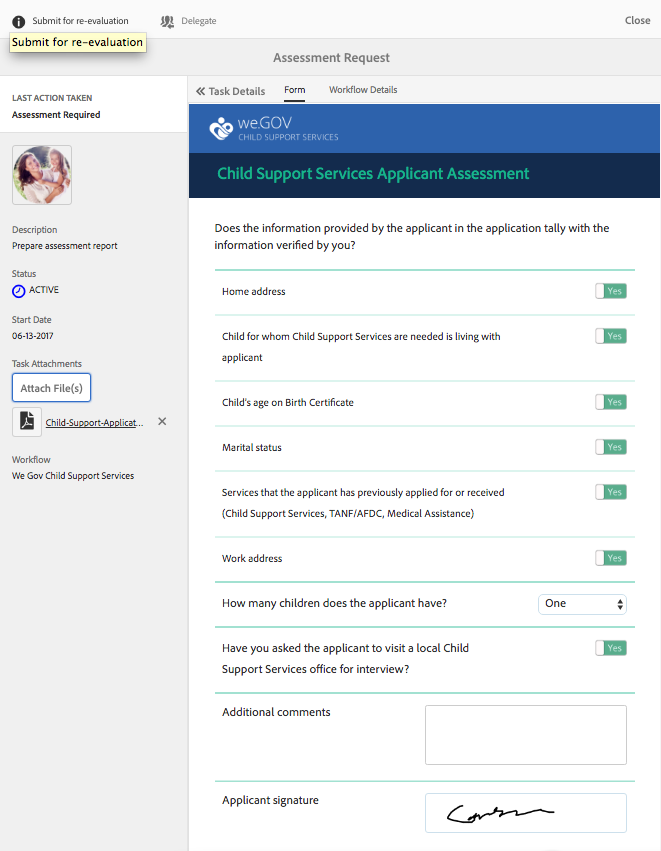 Submit for re-evaluation
Delegate
Close
Submit for re-evaluation
Assessment Request
LAST ACTION TAKEN
Assessment Required
Description
Prepare assessment report
Status
ACTIVE
Start Date
06-13-2017
Task Attachments
Attach File(s)
Child-Support-Applicat...
Workflow
We Gov Child Support Services
Task Details
Form
Workflow Details
we.GOV
CHILD SUPPORT SERVICES
Child Support Services Applicant Assessment
Does the information provided by the applicant in the application tally with the
information verified by you?
Home address
Yes
Child for whom Child Support Services are needed is living with
applicant
Yes
Child's age on Birth Certificate
Yes
Marital status
Yes
Services that the applicant has previously applied for or received
(Child Support Services, TANF/AFDC, Medical Assistance)
Yes
Work address
Yes
How many children does the applicant have?
One
Have you asked the applicant to visit a local Child
Support Services office for interview?
Yes
Additional comments
Applicant signature